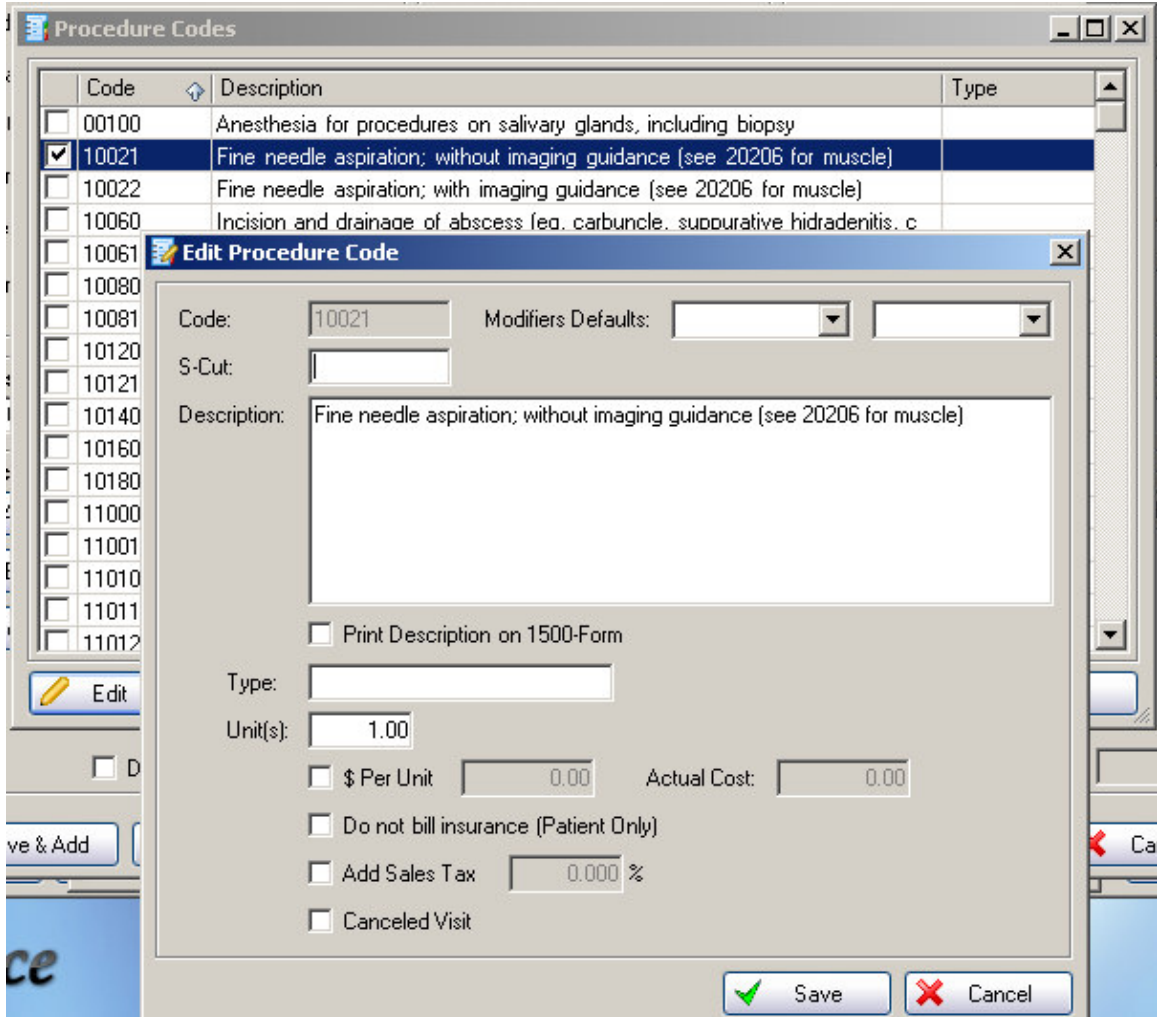 Procedure Codes
Code Description Type
00100 Anesthesia for procedures on salivary glands, including biopsy
10021 Fine needle aspiration; without imaging guidance (see 20206 for muscle)
10022 Fine needle aspiration; with imaging guidance (see 20206 for muscle)
10060 Incision and drainage of abscess (eg, carbuncle, suppurative hidradenitis, c
10061
10080
10081
10120
10121
10140
10160
10180
11000
11001
11010
11011
11012
Edit
Edit Procedure Code
Code: 10021 Modifiers Defaults:
S-Cut:
Description: Fine needle aspiration; without imaging guidance (see 20206 for muscle)
Print Description on 1500-Form
Type:
Unit(s): 1.00
$ Per Unit 0.00 Actual Cost: 0.00
Do not bill insurance (Patient Only)
Add Sales Tax 0.000 %
Canceled Visit
Save Cancel
D
ve & Add
Ca
ce